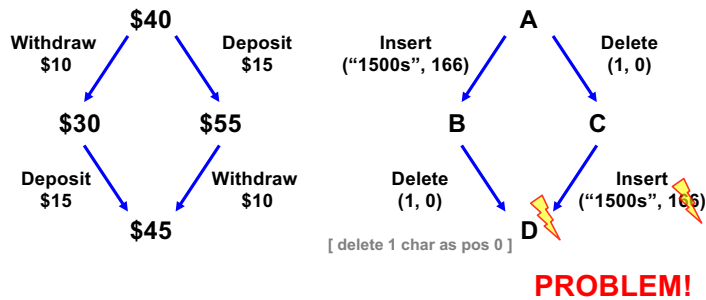 $40
Withdraw
$10
Deposit
$15
$30
$55
Deposit
$15
Withdraw
$10
$45
A
Insert
(“1500s”, 166)
Delete
(1, 0)
B
C
Delete
(1, 0)
Insert
(“1500s”, 166)
D
[ delete 1 char as pos 0 ]
PROBLEM!